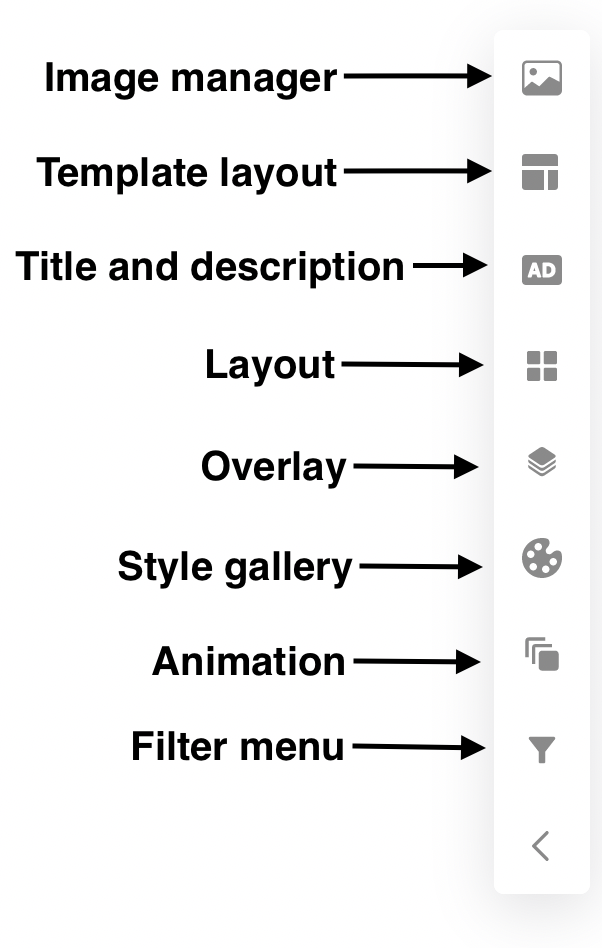 Image manager
Template layout
Title and description
AD
Layout
Overlay
Style gallery
Animation
Filter menu